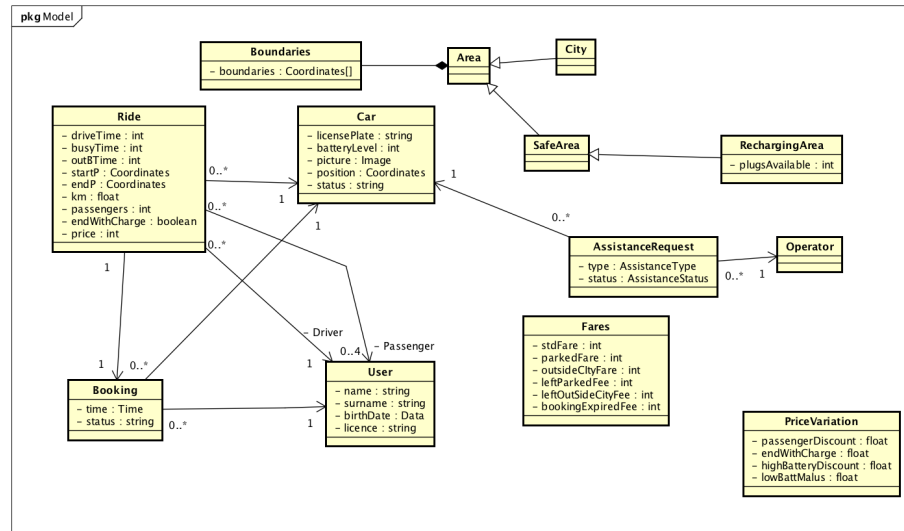 pkg Model
Boundaries
– boundaries : Coordinates[]
Area
City
SafeArea
RechargingArea
– plugsAvailable : int
Ride
– driveTime : int
– busyTime : int
– outBTime : int
– startP : Coordinates
– endP : Coordinates
– km : float
– passengers : int
– endWithCharge : boolean
– price : int
Car
– licensePlate : string
– batteryLevel : int
– picture : Image
– position : Coordinates
– status : string
0..*
1
0..*
1
0..*
1
0..*
AssistanceRequest
– type : AssistanceType
– status : AssistanceStatus
0..*
1
Operator
1
1
0..*
– Driver
1
– Passenger
0..4
Fares
– stdFare : int
– parkedFare : int
– outsideCItyFare : int
– leftParkedFee : int
– leftOutSideCityFee : int
– bookingExpiredFee : int
Booking
– time : Time
– status : string
0..*
1
User
– name : string
– surname : string
– birthDate : Data
– licence : string
PriceVariation
– passengerDiscount : float
– endWithCharge : float
– highBatteryDiscount : float
– lowBattMalus : float